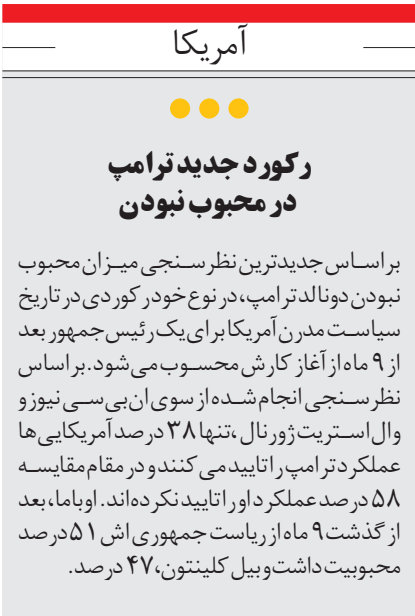 آمریکا
رکورد جدید ترامپ
در محبوب نبودن
براساس جدیدترین نظرسنجی میزان محبوب
نبودن دونالد ترامپ، در نوع خود رکوردی در تاریخ
سیاست مدرن آمریکا برای یک رئیس‌جمهور بعد
از ۹ ماه از آغاز کارش محسوب می‌شود. براساس
نظرسنجی انجام‌شده از سوی ان‌بی‌سی نیوز و
وال‌استریت ژورنال، تنها ۳۸ درصد آمریکایی‌ها
عملکرد ترامپ را تایید می‌کنند و در مقام مقایسه
۵۸ درصد عملکرد او را تایید نکرده‌اند. اوباما، بعد
از گذشت ۹ ماه از ریاست جمهوری‌اش ۵۱ درصد
محبوبیت داشت و بیل کلینتون، ۴۷ درصد.